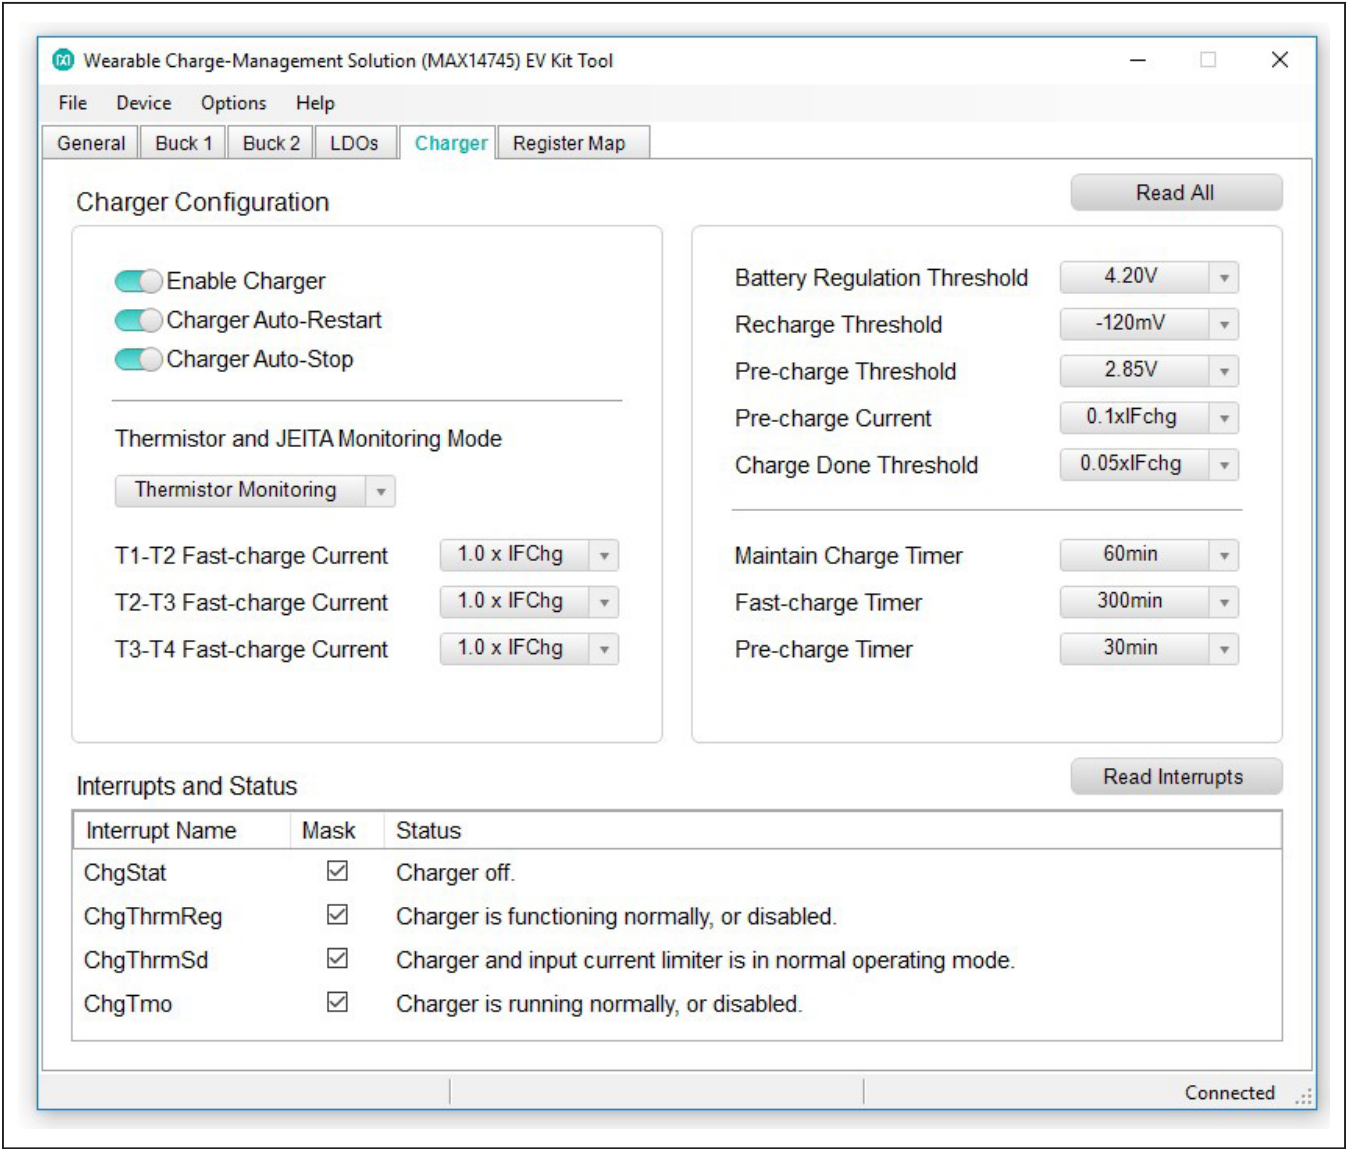 Wearable Charge-Management Solution (MAX14745) EV Kit Tool
File Device Options Help
General Buck 1 Buck 2 LDOs Charger Register Map
Charger Configuration
Read All
Enable Charger
Charger Auto-Restart
Charger Auto-Stop
Thermistor and JEITA Monitoring Mode
Thermistor Monitoring
T1-T2 Fast-charge Current 1.0 x IFChg
T2-T3 Fast-charge Current 1.0 x IFChg
T3-T4 Fast-charge Current 1.0 x IFChg
Battery Regulation Threshold 4.20V
Recharge Threshold -120mV
Pre-charge Threshold 2.85V
Pre-charge Current 0.1xIFchg
Charge Done Threshold 0.05xIFchg
Maintain Charge Timer 60min
Fast-charge Timer 300min
Pre-charge Timer 30min
Interrupts and Status
Read Interrupts
Interrupt Name Mask Status
ChgStat Charger off.
ChgThrmReg Charger is functioning normally, or disabled.
ChgThrmSd Charger and input current limiter is in normal operating mode.
ChgTmo Charger is running normally, or disabled.
Connected